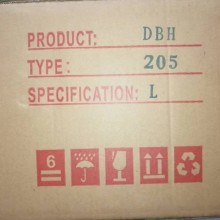 PRODUCT: DBH
TYPE: 205
SPECIFICATION: L
6